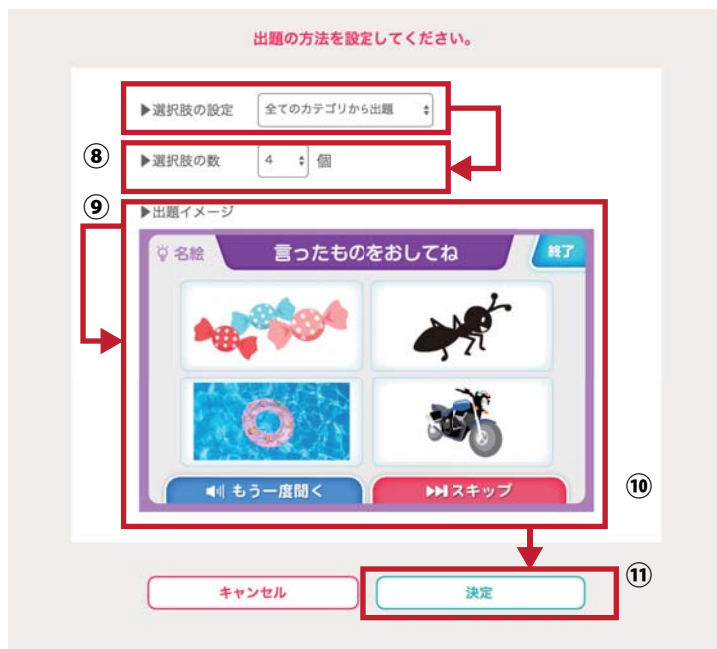 出題の方法を設定してください。
▶選択肢の設定 全てのカテゴリから出題
⑧ ▶選択肢の数 4 個
⑨ ▶出題イメージ
名絵 言ったものをおしてね 終了
もう一度聞く スキップ
⑩
⑪
キャンセル 決定